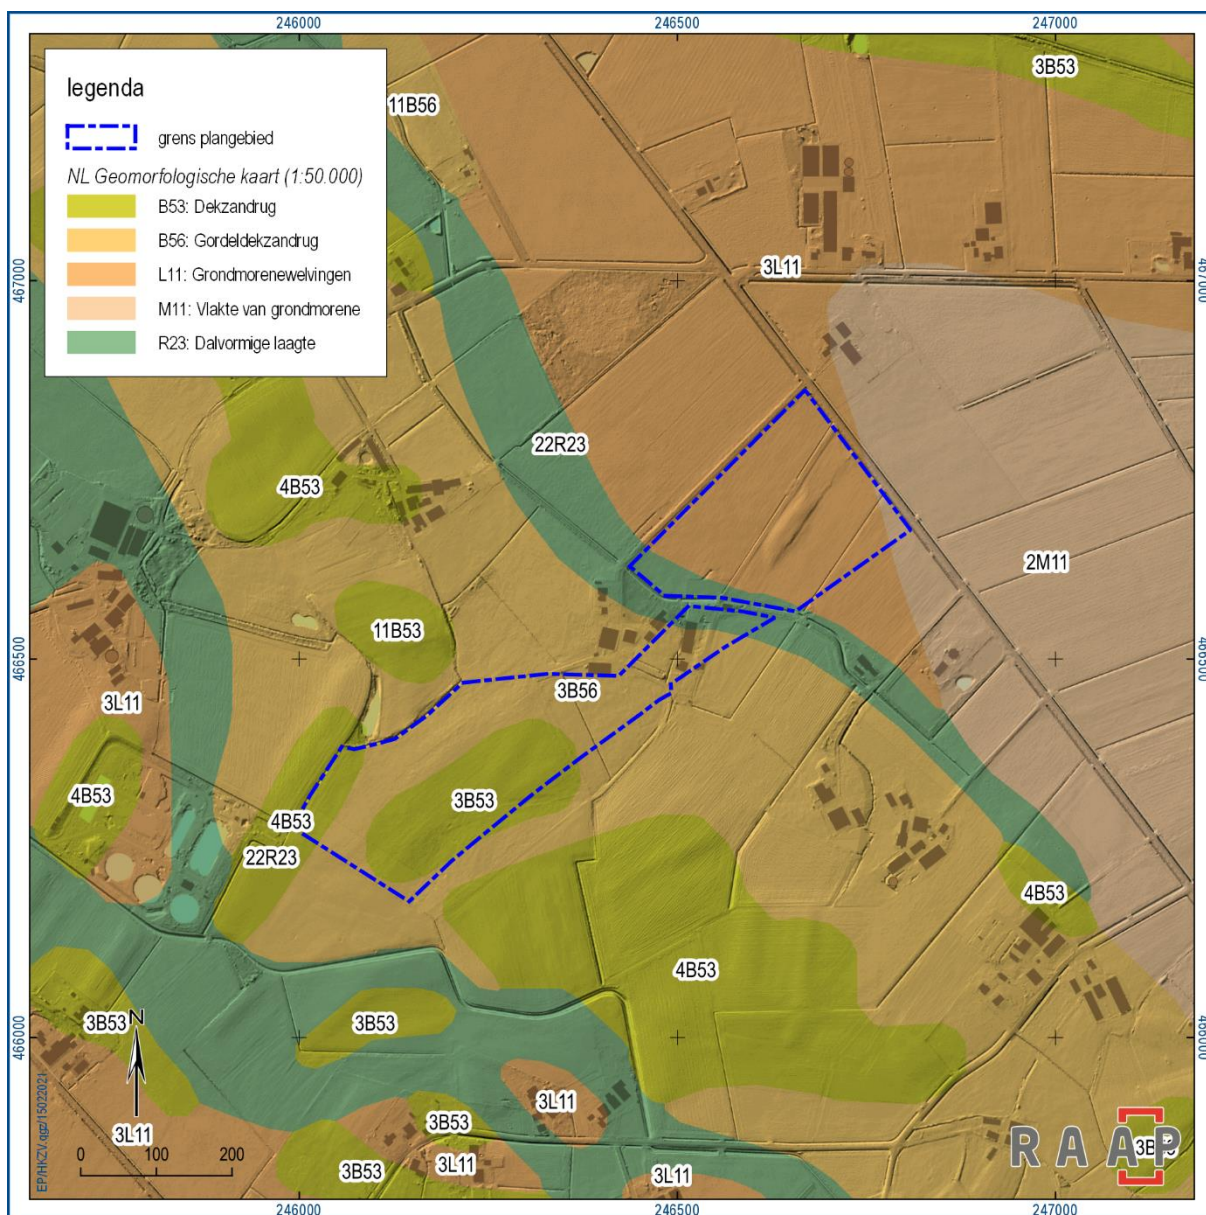 246000 246500 247000
legenda
grens plangebied
NL Geomorfologische kaart (1:50.000)
B53: Dekzandrug
B56: Gordeldekzandrug
L11: Grondmorenewelvingen
M11: Vlakte van grondmorene
R23: Dalvormige laagte
3B53
11B56
3L11
467000
467000
22R23
4B53
2M11
11B53
466500
466500
3B56
3L11
4B53
3B53
4B53
22R23
4B53
4B53
3B53
3B53
N
466000
466000
3L11
3B53
3L11
3B53
3L11
3L11
0 100 200
EP/HKZV.qgz/15022021
RAAP
246000 246500 247000